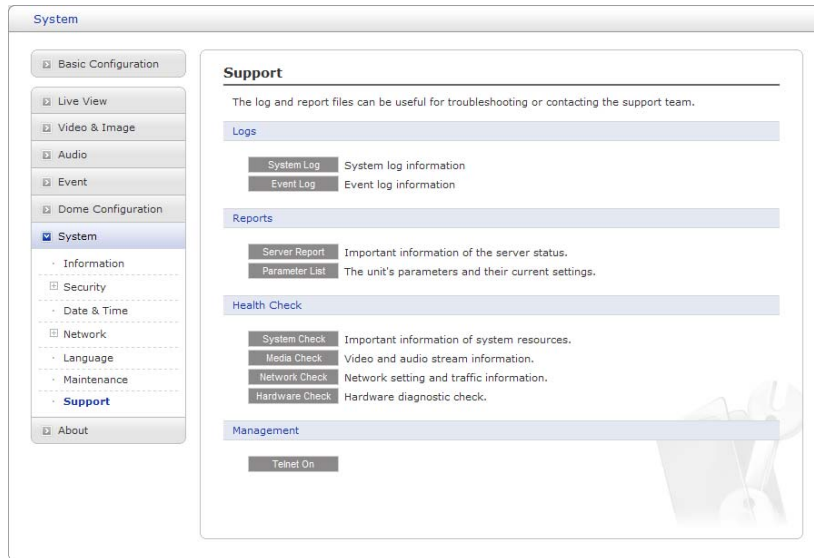 System
Basic Configuration
Live View
Video & Image
Audio
Event
Dome Configuration
System
Information
Security
Date & Time
Network
Language
Maintenance
Support
About
Support
The log and report files can be useful for troubleshooting or contacting the support team.
Logs
System Log System log information
Event Log Event log information
Reports
Server Report Important information of the server status.
Parameter List The unit's parameters and their current settings.
Health Check
System Check Important information of system resources.
Media Check Video and audio stream information.
Network Check Network setting and traffic information.
Hardware Check Hardware diagnostic check.
Management
Telnet On